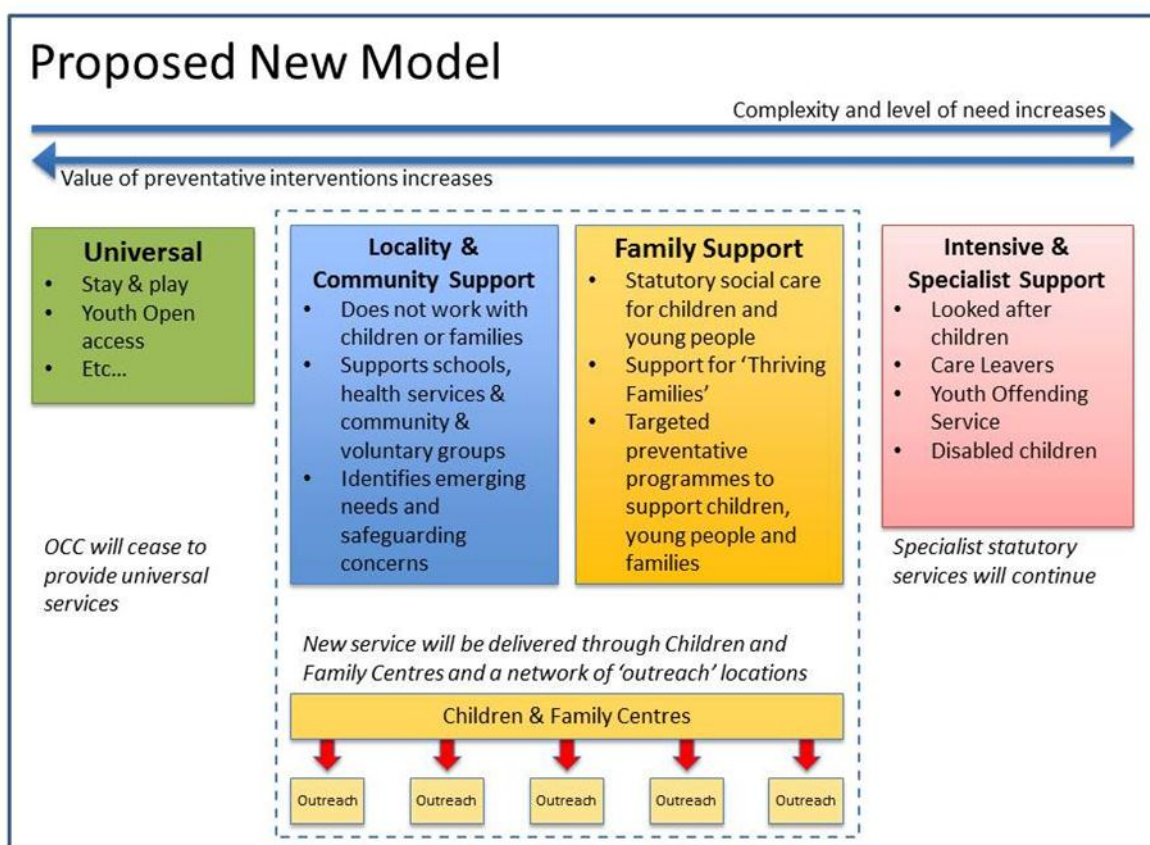 Proposed New Model
Complexity and level of need increases
Value of preventative interventions increases
Universal
• Stay & play
• Youth Open
access
• Etc...
OCC will cease to
provide universal
services
Locality &
Community Support
• Does not work with
children or families
• Supports schools,
health services &
community &
voluntary groups
• Identifies emerging
needs and
safeguarding
concerns
Family Support
• Statutory social care
for children and
young people
• Support for ‘Thriving
Families’
• Targeted
preventative
programmes to
support children,
young people and
families
Intensive &
Specialist Support
• Looked after
children
• Care Leavers
• Youth Offending
Service
• Disabled children
Specialist statutory
services will continue
New service will be delivered through Children and
Family Centres and a network of ‘outreach’ locations
Children & Family Centres
Outreach
Outreach
Outreach
Outreach
Outreach